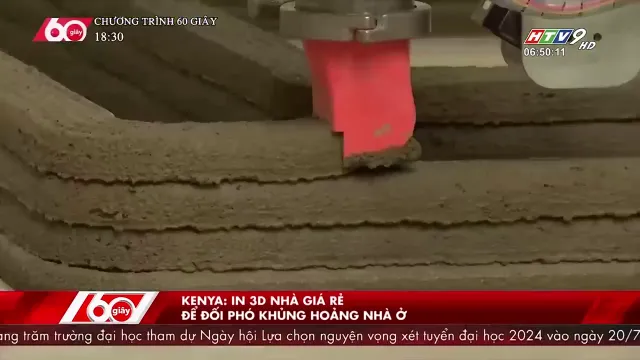 60
giây
CHƯƠNG TRÌNH 60 GIÂY
18:30
HTV9
HD
06:50:11
60
giây
KENYA: IN 3D NHÀ GIÁ RẺ
ĐỂ ĐỐI PHÓ KHỦNG HOẢNG NHÀ Ở
trăm trường đại học tham dự Ngày hội Lựa chọn nguyện vọng xét tuyển đại học 2024 vào ngày 20/7